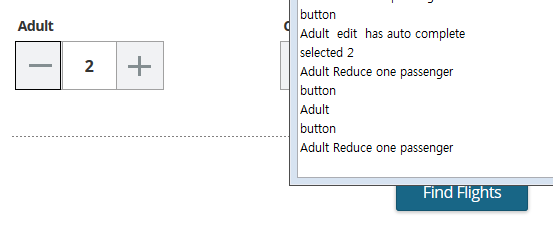 Adult
2
button
Adult  edit  has auto complete
selected 2
Adult Reduce one passenger
button
Adult
button
Adult Reduce one passenger
Find Flights